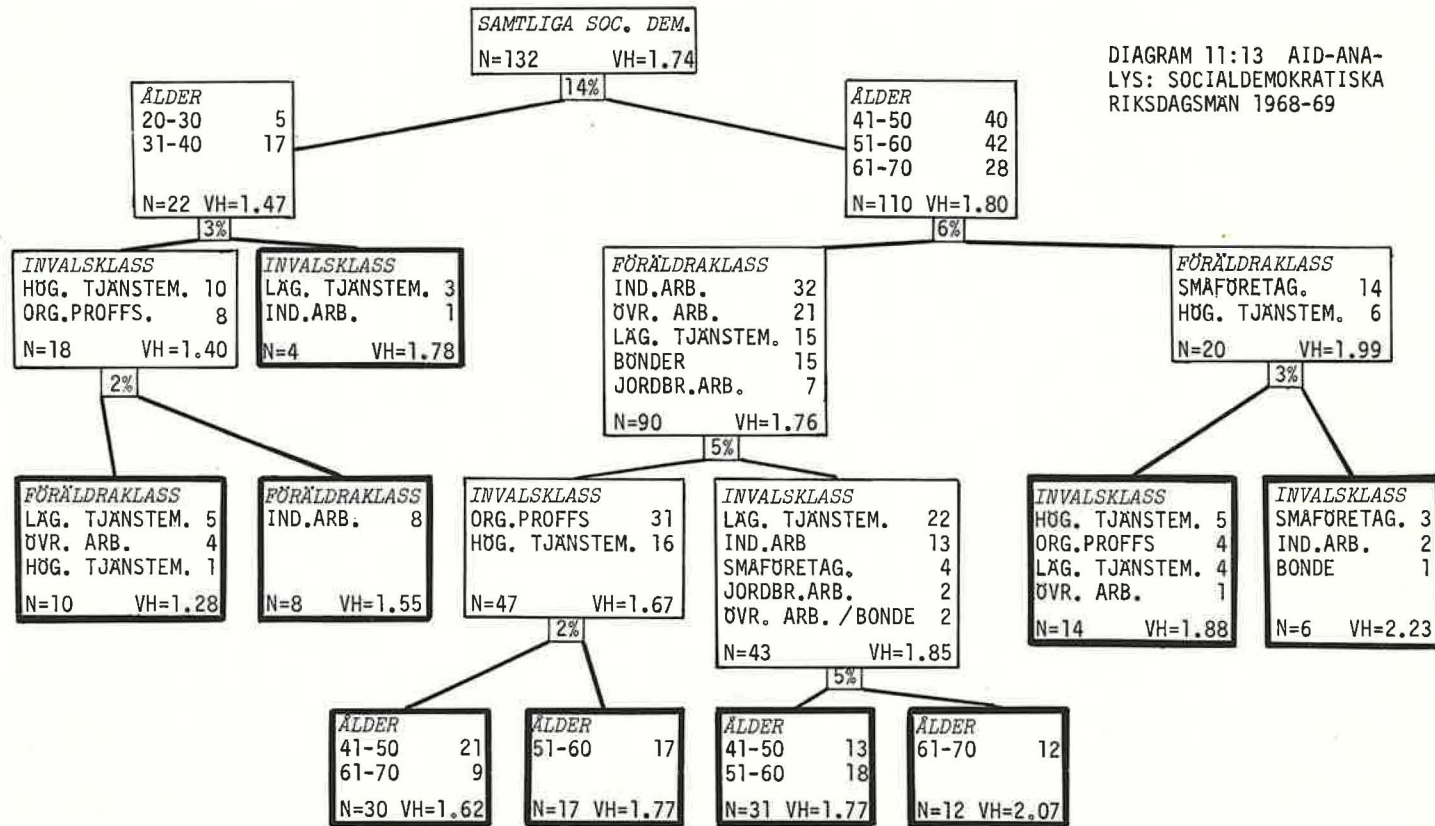 SAMTLIGA SOC. DEM.
N=132 VH=1.74
14%
DIAGRAM 11:13 AID-ANA-
LYS: SOCIALDEMOKRATISKA
RIKSDAGSMÄN 1968-69
ÅLDER
20-30 5
31-40 17
N=22 VH=1.47
3%
ÅLDER
41-50 40
51-60 42
61-70 28
N=110 VH=1.80
6%
INVALSKLASS
HÖG. TJÄNSTEM. 10
ORG.PROFFS. 8
N=18 VH=1.40
2%
INVALSKLASS
LÄG. TJÄNSTEM. 3
IND.ARB. 1
N=4 VH=1.78
FÖRÄLDRAKLASS
IND.ARB. 32
ÖVR. ARB. 21
LÄG. TJÄNSTEM. 15
BÖNDER 15
JORDBR.ARB. 7
N=90 VH=1.76
5%
FÖRÄLDRAKLASS
SMÅFÖRETAG. 14
HÖG. TJÄNSTEM. 6
N=20 VH=1.99
3%
FÖRÄLDRAKLASS
LÄG. TJÄNSTEM. 5
ÖVR. ARB. 4
HÖG. TJÄNSTEM. 1
N=10 VH=1.28
FÖRÄLDRAKLASS
IND.ARB. 8
N=8 VH=1.55
INVALSKLASS
ORG.PROFFS 31
HÖG. TJÄNSTEM. 16
N=47 VH=1.67
2%
INVALSKLASS
LÄG. TJÄNSTEM. 22
IND.ARB 13
SMÅFÖRETAG. 4
JORDBR.ARB. 2
ÖVR. ARB. /BONDE 2
N=43 VH=1.85
5%
INVALSKLASS
HÖG. TJÄNSTEM. 5
ORG.PROFFS 4
LÄG. TJÄNSTEM. 4
ÖVR. ARB. 1
N=14 VH=1.88
INVALSKLASS
SMÅFÖRETAG. 3
IND.ARB. 2
BONDE 1
N=6 VH=2.23
ÅLDER
41-50 21
61-70 9
N=30 VH=1.62
ÅLDER
51-60 17
N=17 VH=1.77
ÅLDER
41-50 13
51-60 18
N=31 VH=1.77
ÅLDER
61-70 12
N=12 VH=2.07